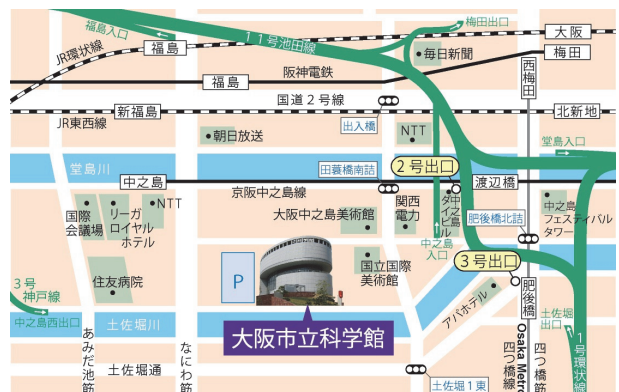 福島入口
11号池田線
梅田出口
大阪
JR環状線
福島
毎日新聞
梅田
阪神電鉄
福島
西梅田
国道2号線
新福島
北新地
JR東西線
出入橋
朝日放送
NTT
堂島入口
堂島川
田蓑橋南詰
2号出口
中之島
渡辺橋
京阪中之島線
NTT
国際
会議場
リーガ
ロイヤル
ホテル
大阪中之島美術館
関西
電力
中之島
ダイビル
肥後橋北詰
中之島
フェスティバル
タワー
中之島
入口
3号出口
国立国際
美術館
P
住友病院
3号
神戸線
中之島西出口
土佐堀川
大阪市立科学館
アパホテル
肥後橋
土佐堀
出口
あみだ池筋
なにわ筋
土佐堀通
土佐堀1東
Osaka Metro
四つ橋線
四つ橋筋
1号環状線